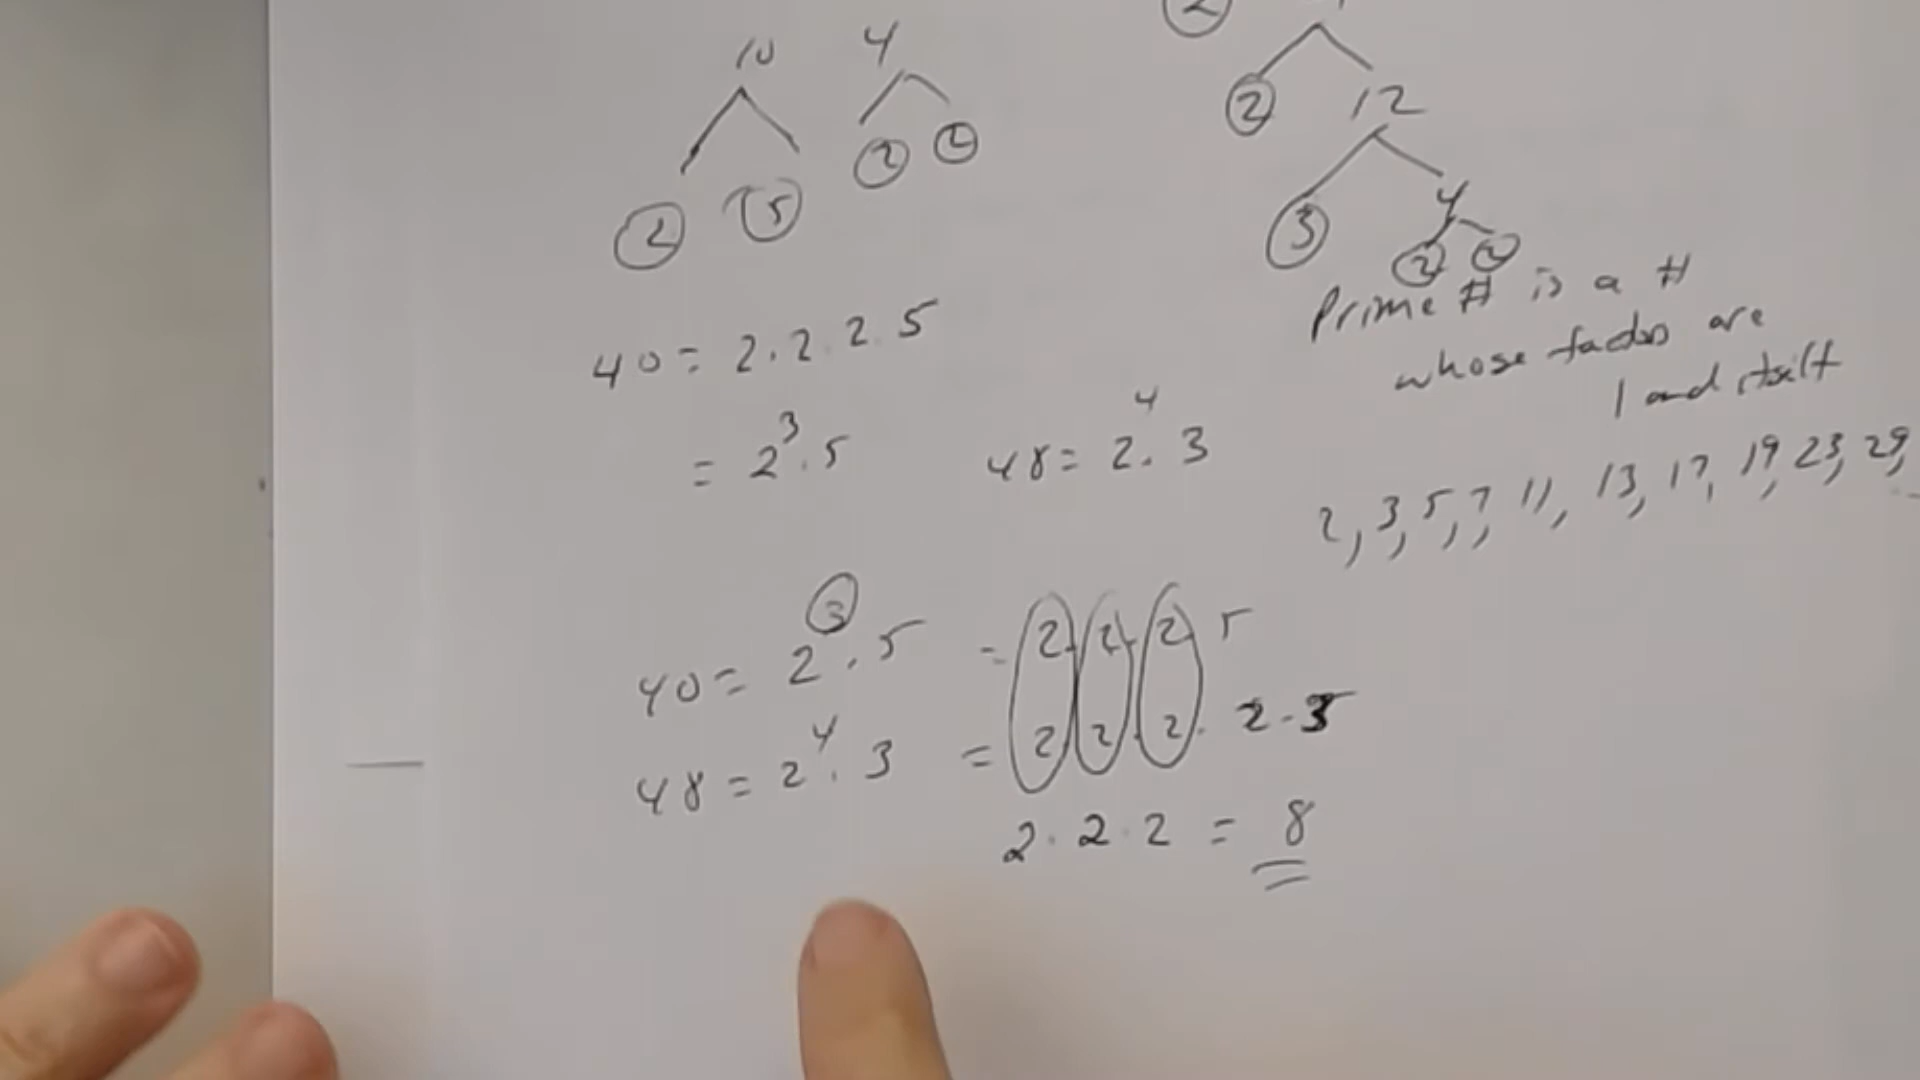 10 4
2
2 5 2 2
2 12
3 4
2 2
40 = 2 . 2 . 2 . 5
= 2³ . 5
48 = 2⁴ . 3
Prime # is a #
whose factors are
1 and itself
2, 3, 5, 7, 11, 13, 17, 19, 23, 29,
40 = 2³ . 5 = 2 . 2 . 2 . 5
48 = 2⁴ . 3 = 2 . 2 . 2 . 2 . 3
2 . 2 . 2 = 8